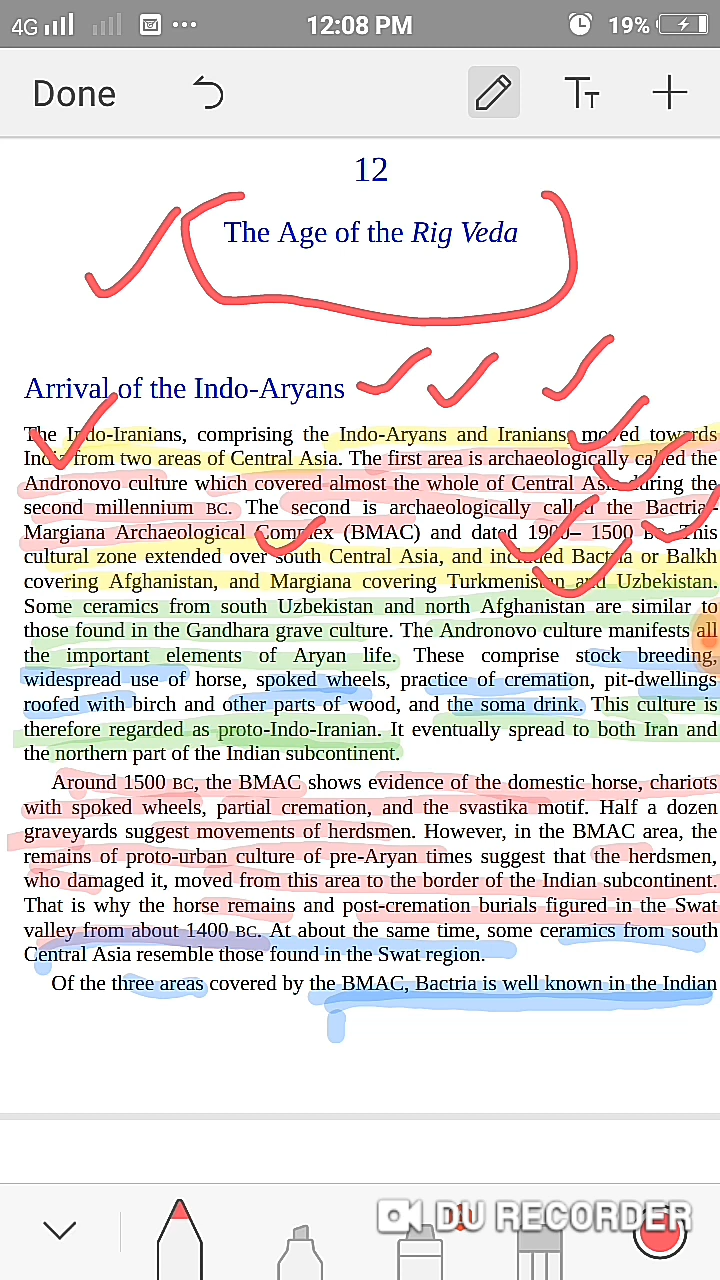 4G
12:08 PM
19%
Done
12
The Age of the Rig Veda
Arrival of the Indo-Aryans
The Indo-Iranians, comprising the Indo-Aryans and Iranians, moved towards
India from two areas of Central Asia. The first area is archaeologically called the
Andronovo culture which covered almost the whole of Central Asia during the
second millennium BC. The second is archaeologically called the Bactria-
Margiana Archaeological Complex (BMAC) and dated 1900– 1500 BC. This
cultural zone extended over south Central Asia, and included Bactria or Balkh
covering Afghanistan, and Margiana covering Turkmenistan and Uzbekistan.
Some ceramics from south Uzbekistan and north Afghanistan are similar to
those found in the Gandhara grave culture. The Andronovo culture manifests all
the important elements of Aryan life. These comprise stock breeding,
widespread use of horse, spoked wheels, practice of cremation, pit-dwellings
roofed with birch and other parts of wood, and the soma drink. This culture is
therefore regarded as proto-Indo-Iranian. It eventually spread to both Iran and
the northern part of the Indian subcontinent.
Around 1500 BC, the BMAC shows evidence of the domestic horse, chariots
with spoked wheels, partial cremation, and the svastika motif. Half a dozen
graveyards suggest movements of herdsmen. However, in the BMAC area, the
remains of proto-urban culture of pre-Aryan times suggest that the herdsmen,
who damaged it, moved from this area to the border of the Indian subcontinent.
That is why the horse remains and post-cremation burials figured in the Swat
valley from about 1400 BC. At about the same time, some ceramics from south
Central Asia resemble those found in the Swat region.
Of the three areas covered by the BMAC, Bactria is well known in the Indian
DU RECORDER